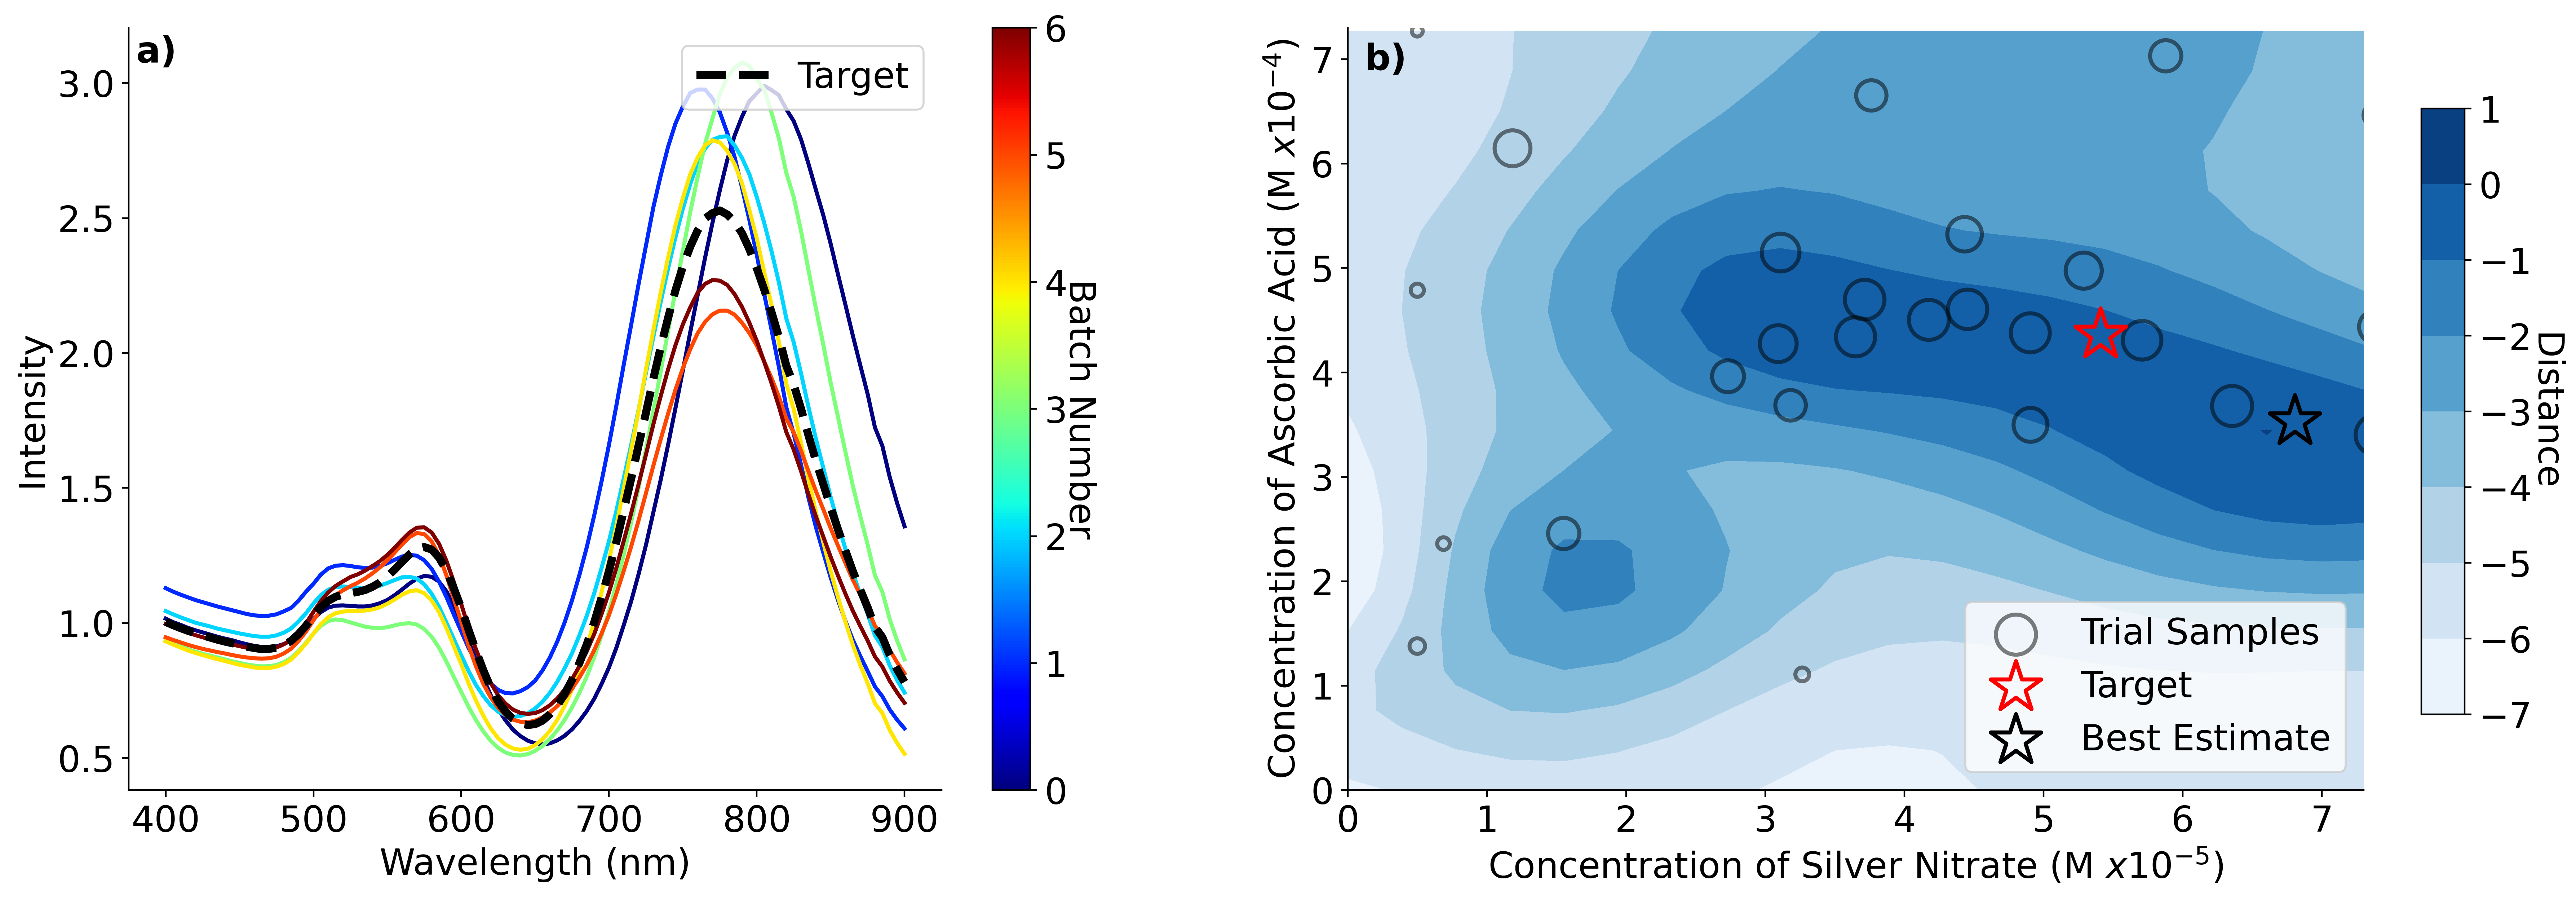 a)
Target
3.0
2.5
2.0
1.5
1.0
0.5
Intensity
400 500 600 700 800 900
Wavelength (nm)
6
5
4
3
2
1
0
Batch Number
b)
7
6
5
4
3
2
1
0
Concentration of Ascorbic Acid (M x10⁻⁴)
0 1 2 3 4 5 6 7
Concentration of Silver Nitrate (M x10⁻⁵)
Trial Samples
Target
Best Estimate
1
0
−1
−2
−3
−4
−5
−6
−7
Distance